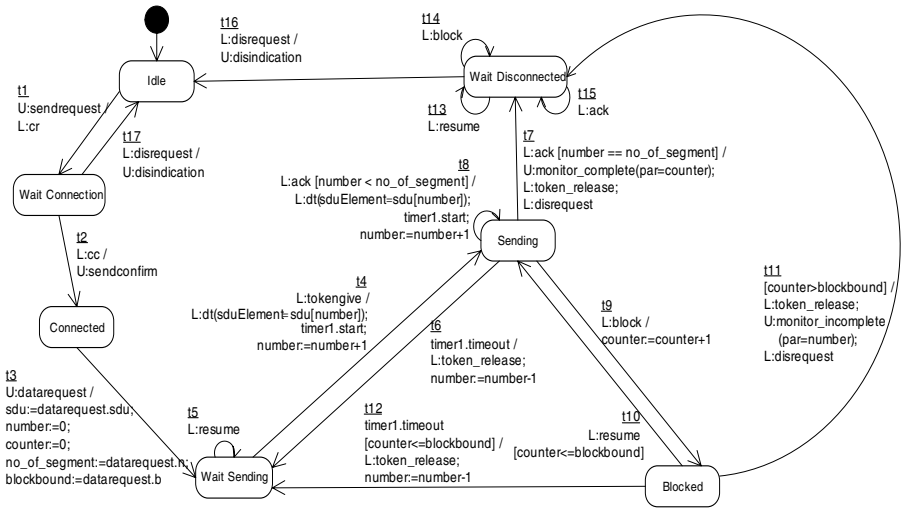 t16
L:disrequest /
U:disindication
t14
L:block
Idle
Wait Disconnected
t1
U:sendrequest /
L:cr
t17
L:disrequest /
U:disindication
t13
L:resume
t15
L:ack
t7
L:ack [number == no_of_segment] /
U:monitor_complete(par=counter);
L:token_release;
L:disrequest
t8
L:ack [number < no_of_segment] /
L:dt(sduElement=sdu[number]);
timer1.start;
number:=number+1
Wait Connection
t2
L:cc /
U:sendconfirm
Sending
t4
L:tokengive /
L:dt(sduElement=sdu[number]);
timer1.start;
number:=number+1
t11
[counter>blockbound] /
L:token_release;
U:monitor_incomplete
(par=number);
L:disrequest
t9
L:block /
counter:=counter+1
Connected
t6
timer1.timeout /
L:token_release;
number:=number-1
t3
U:datarequest /
sdu:=datarequest.sdu;
number:=0;
counter:=0;
no_of_segment:=datarequest.n;
blockbound:=datarequest.b
t5
L:resume
t12
timer1.timeout
[counter<=blockbound] /
L:token_release;
number:=number-1
t10
L:resume
[counter<=blockbound]
Wait Sending
Blocked